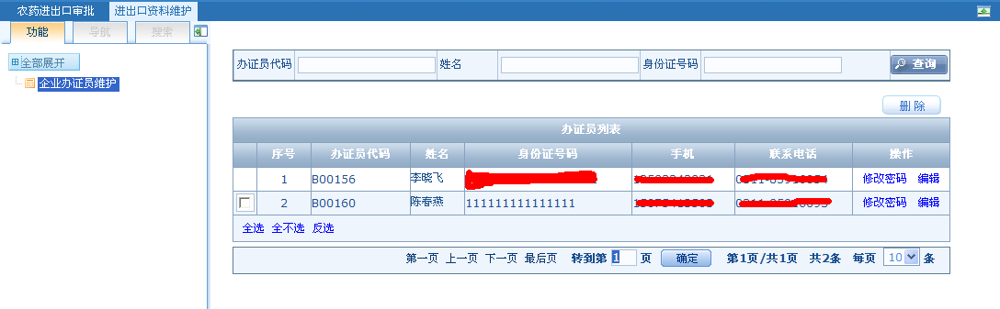 农药进出口审批 进出口资料维护
功能 导航 搜索
全部展开
企业办证员维护
办证员代码 姓名 身份证号码 查询
删 除
办证员列表
序号 办证员代码 姓名 身份证号码 手机 联系电话 操作
1 B00156 李晓飞 修改密码 编辑
2 B00160 陈春燕 111111111111111 修改密码 编辑
全选 全不选 反选
第一页 上一页 下一页 最后页 转到第 1 页 确定 第1页/共1页 共2条 每页 10 条